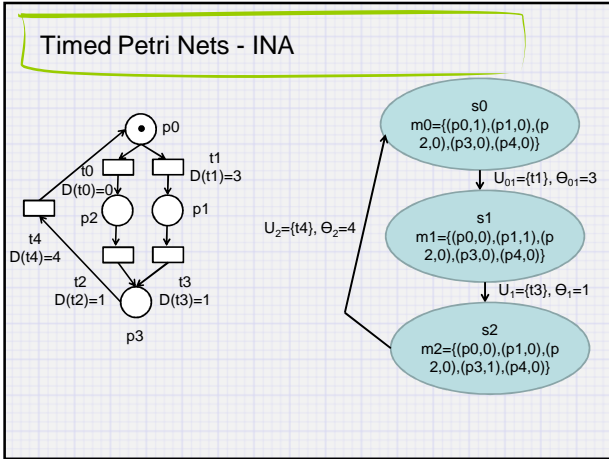 Timed Petri Nets - INA
p0
t0
D(t0)=0
t1
D(t1)=3
p2
p1
t4
D(t4)=4
t2
D(t2)=1
t3
D(t3)=1
p3
s0
m0={(p0,1),(p1,0),(p
2,0),(p3,0),(p4,0)}
U01={t1}, Θ01=3
s1
m1={(p0,0),(p1,1),(p
2,0),(p3,0),(p4,0)}
U2={t4}, Θ2=4
U1={t3}, Θ1=1
s2
m2={(p0,0),(p1,0),(p
2,0),(p3,1),(p4,0)}